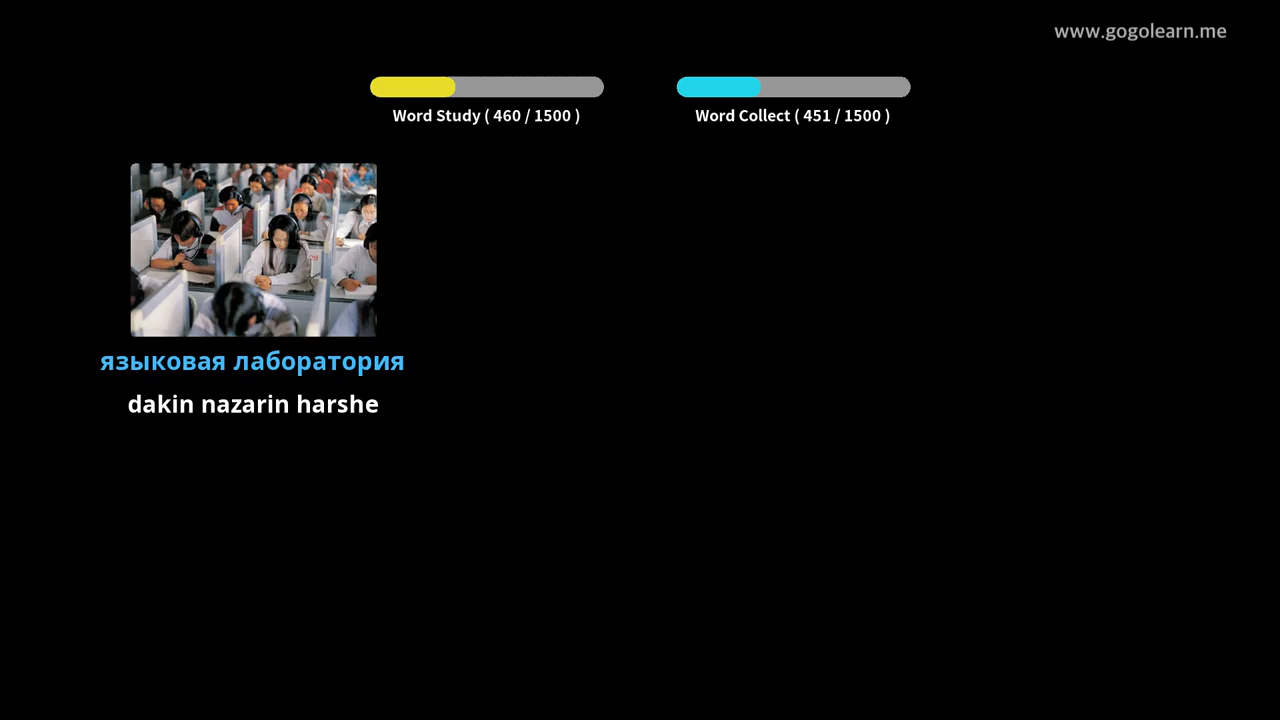 www.gogolearn.me
Word Study ( 460 / 1500 )
Word Collect ( 451 / 1500 )
языковая лаборатория
dakin nazarin harshe